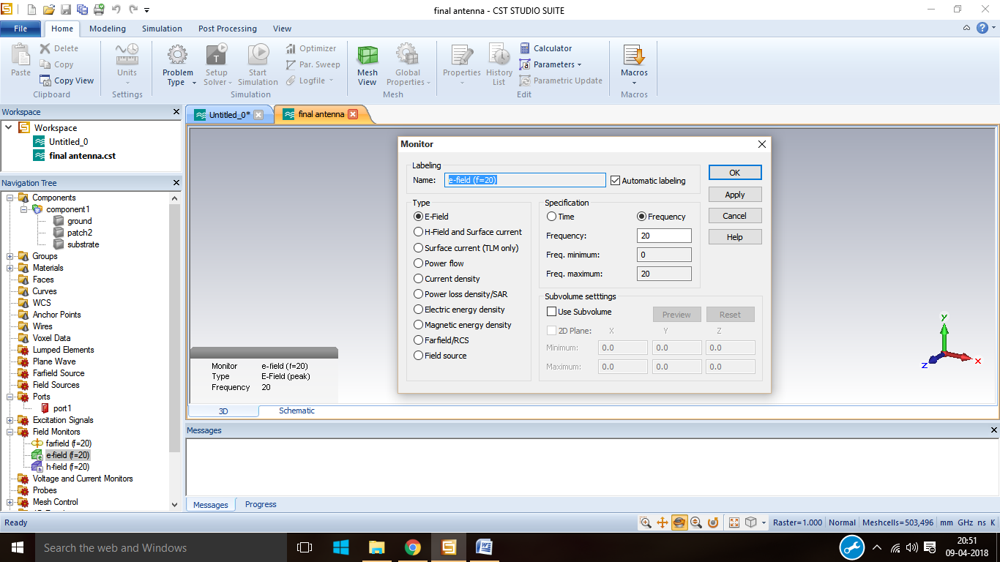 final antenna - CST STUDIO SUITE
File Home Modeling Simulation Post Processing View
Paste
Delete
Copy
Copy View
Clipboard
Units
Settings
Problem Type
Setup Solver
Start Simulation
Optimizer
Par. Sweep
Logfile
Simulation
Mesh View
Global Properties
Mesh
Properties
History List
Calculator
Parameters
Parametric Update
Edit
Macros
Macros
Workspace
Workspace
Untitled_0
final antenna.cst
Navigation Tree
Components
component1
ground
patch2
substrate
Groups
Materials
Faces
Curves
WCS
Anchor Points
Wires
Voxel Data
Lumped Elements
Plane Wave
Farfield Source
Field Sources
Ports
port1
Excitation Signals
Field Monitors
farfield (f=20)
e-field (f=20)
h-field (f=20)
Voltage and Current Monitors
Probes
Mesh Control
Untitled_0* final antenna
Monitor
Labeling
Name: e-field (f=20) Automatic labeling
Type
E-Field
H-Field and Surface current
Surface current (TLM only)
Power flow
Current density
Power loss density/SAR
Electric energy density
Magnetic energy density
Farfield/RCS
Field source
Specification
Time Frequency
Frequency: 20
Freq. minimum: 0
Freq. maximum: 20
Subvolume setttings
Use Subvolume Preview Reset
2D Plane: X Y Z
Minimum: 0.0 0.0 0.0
Maximum: 0.0 0.0 0.0
OK
Apply
Cancel
Help
Monitor e-field (f=20)
Type E-Field (peak)
Frequency 20
y
x
z
3D Schematic
Messages
Messages Progress
Ready
Raster=1.000 Normal Meshcells=503,496 mm GHz ns K
Search the web and Windows
20:51
09-04-2018